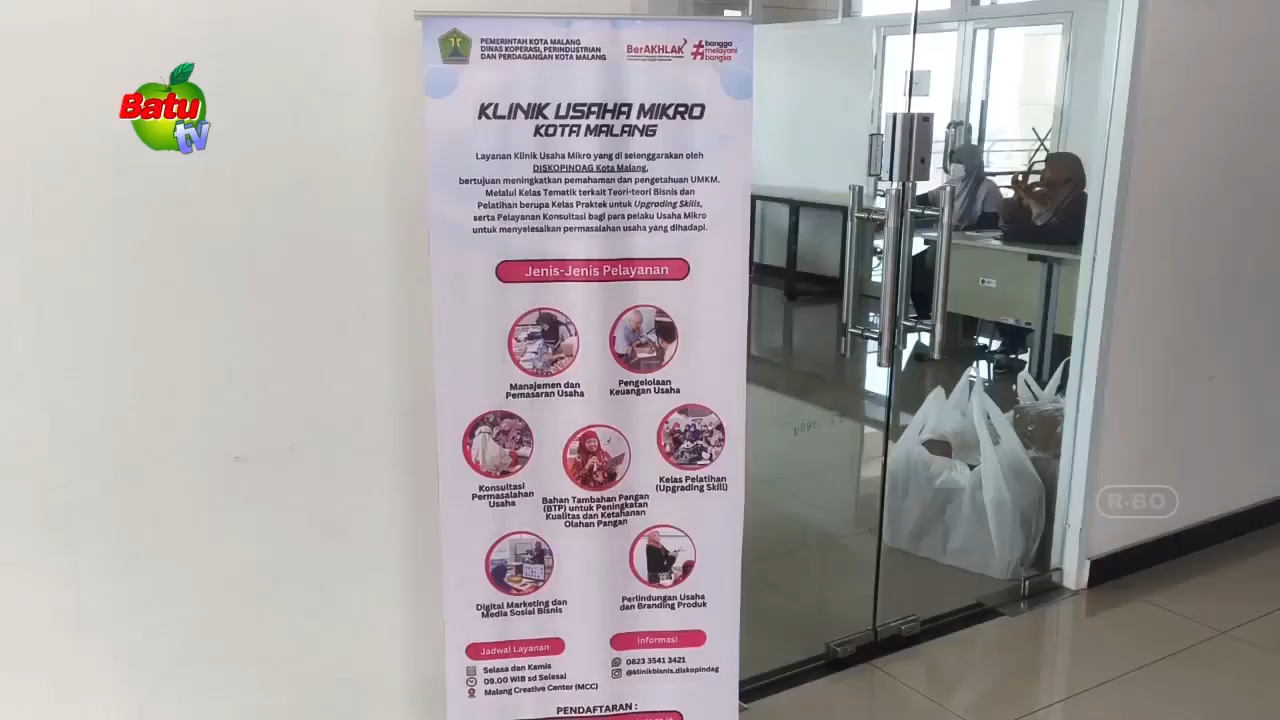 Batu
tv
PEMERINTAH KOTA MALANG
DINAS KOPERASI, PERINDUSTRIAN
DAN PERDAGANGAN KOTA MALANG
BerAKHLAK
#bangga
melayani
bangsa
KLINIK USAHA MIKRO
KOTA MALANG
Layanan Klinik Usaha Mikro yang di selenggarakan oleh
DISKOPINDAG Kota Malang,
bertujuan meningkatkan pemahaman dan pengetahuan UMKM.
Melalui Kelas Tematik terkait Teori-teori Bisnis dan
Pelatihan berupa Kelas Praktek untuk Upgrading Skills,
serta Pelayanan Konsultasi bagi para pelaku Usaha Mikro
untuk menyelesaikan permasalahan usaha yang dihadapi.
Jenis-Jenis Pelayanan
Manajemen dan
Pemasaran Usaha
Pengelolaan
Keuangan Usaha
Konsultasi
Permasalahan
Usaha
Bahan Tambahan Pangan
(BTP) untuk Peningkatan
Kualitas dan Ketahanan
Olahan Pangan
Kelas Pelatihan
(Upgrading Skill)
Digital Marketing dan
Media Sosial Bisnis
Perlindungan Usaha
dan Branding Produk
Jadwal Layanan
Selasa dan Kamis
09.00 WIB sd Selesai
Malang Creative Center (MCC)
Informasi
0823 3541 3421
@klinikbisnis.diskopindag
PENDAFTARAN :
R-BO